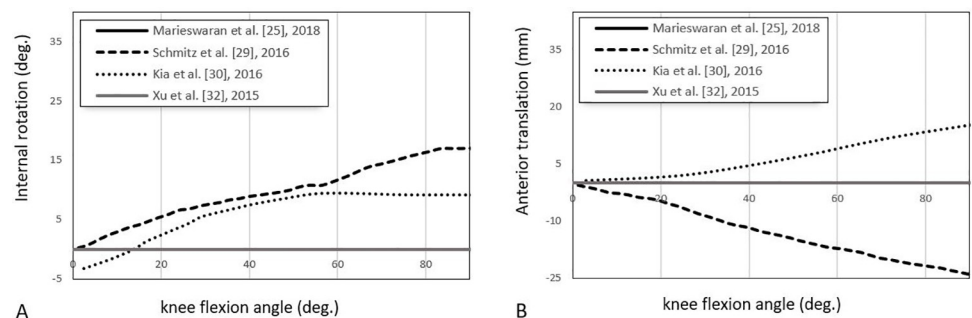 Internal rotation (deg.)
35
25
15
5
-5
Marieswaran et al. [25], 2018
Schmitz et al. [29], 2016
Kia et al. [30], 2016
Xu et al. [32], 2015
0
20
40
60
80
knee flexion angle (deg.)
A
Anterior translation (mm)
35
20
5
-10
-25
Marieswaran et al. [25], 2018
Schmitz et al. [29], 2016
Kia et al. [30], 2016
Xu et al. [32], 2015
0
20
40
60
80
knee flexion angle (deg.)
B